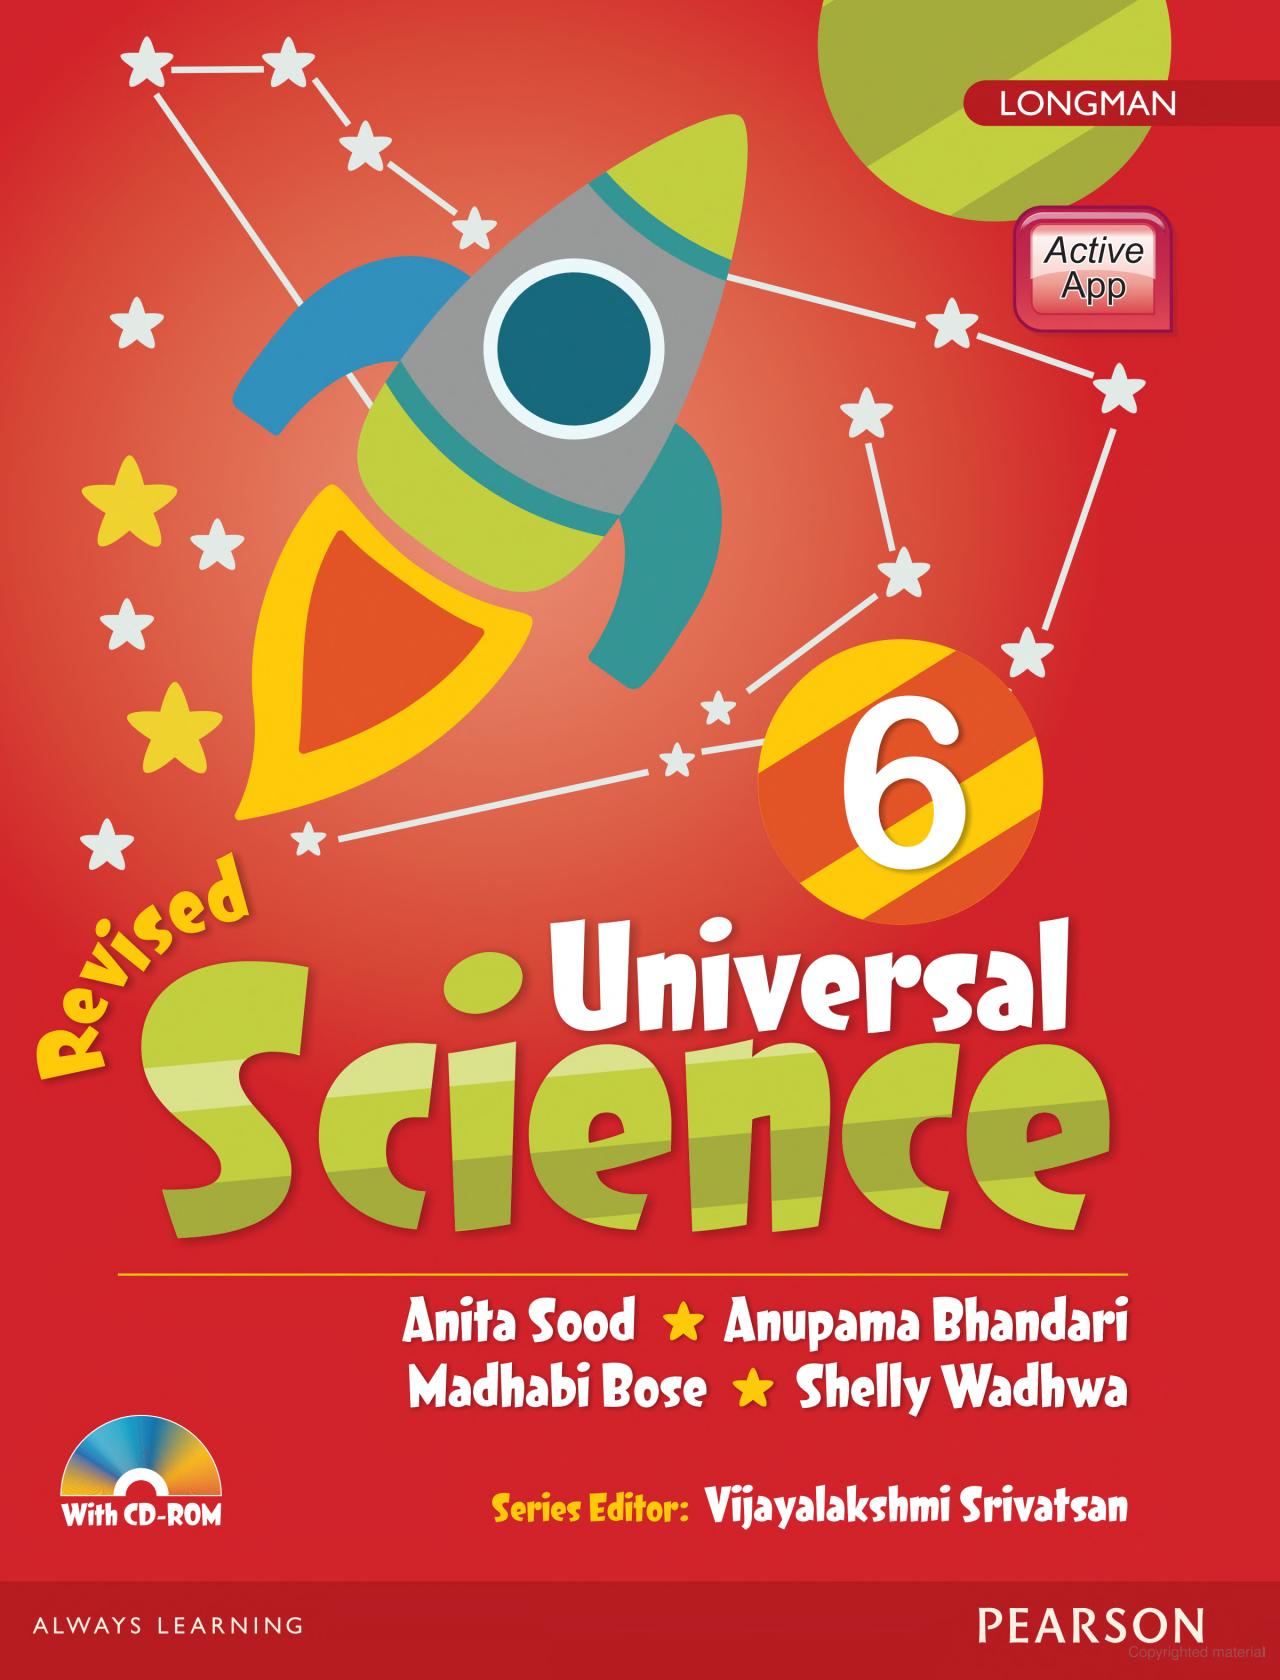 LONGMAN
Active
App
6
Revised
Universal
Science
Anita Sood ★ Anupama Bhandari
Madhabi Bose ★ Shelly Wadhwa
With CD-ROM
Series Editor: Vijayalakshmi Srivatsan
ALWAYS LEARNING
PEARSON
Copyrighted material